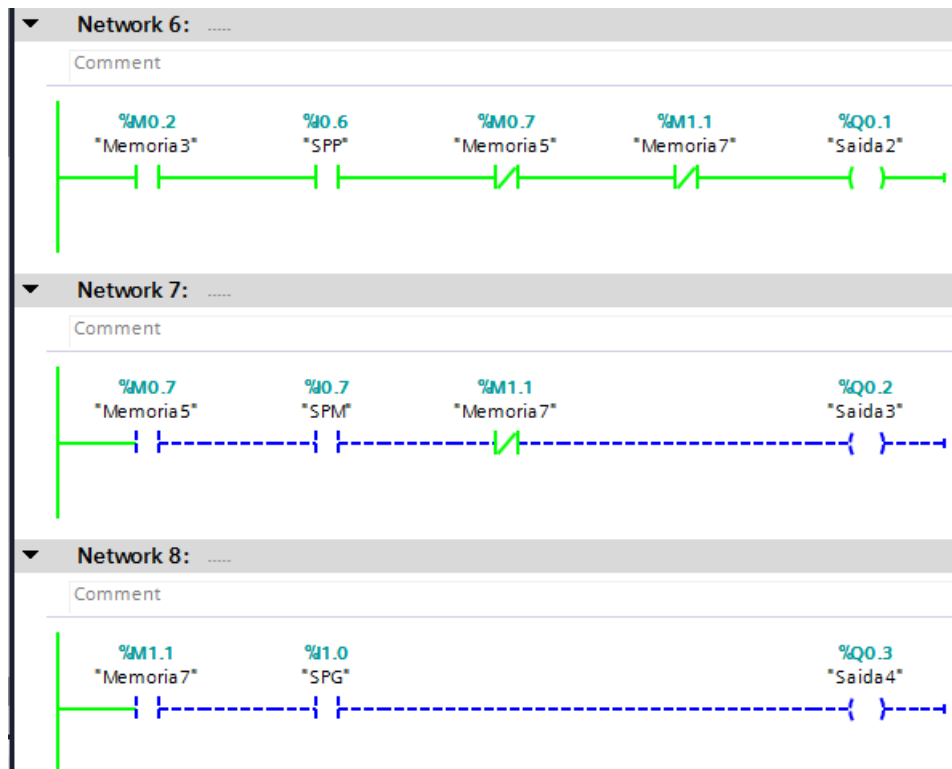 Network 6: .....
Comment
%M0.2 %I0.6 %M0.7 %M1.1 %Q0.1
"Memoria3" "SPP" "Memoria5" "Memoria7" "Saida2"
Network 7: .....
Comment
%M0.7 %I0.7 %M1.1 %Q0.2
"Memoria5" "SPM" "Memoria7" "Saida3"
Network 8: .....
Comment
%M1.1 %I1.0 %Q0.3
"Memoria7" "SPG" "Saida4"